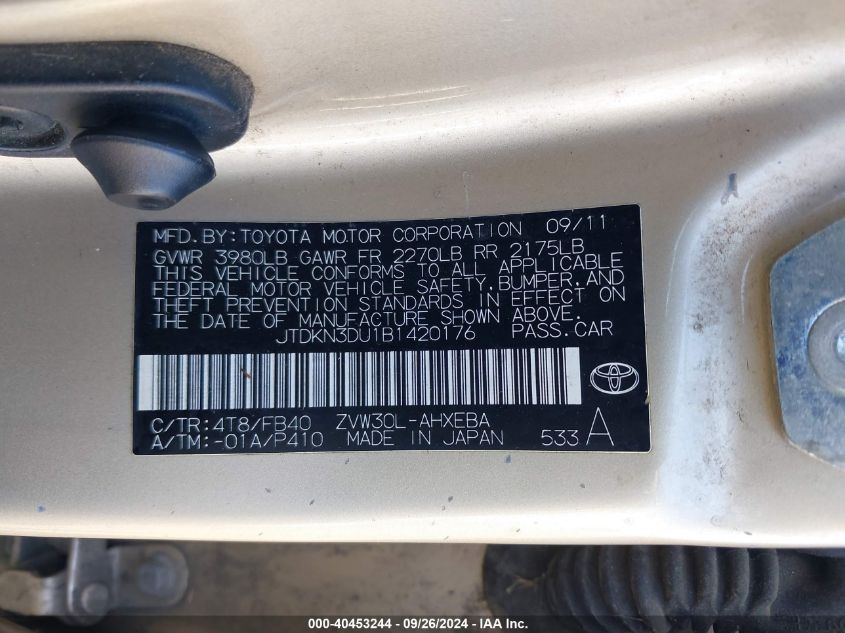 MFD.BY:TOYOTA MOTOR CORPORATION 09/11
GVWR 3980LB GAWR FR 2270LB RR 2175LB
THIS VEHICLE CONFORMS TO ALL APPLICABLE
FEDERAL MOTOR VEHICLE SAFETY,BUMPER,AND
THEFT PREVENTION STANDARDS IN EFFECT ON
THE DATE OF MANUFACTURE SHOWN ABOVE.
JTDKN3DU1B1420176 PASS.CAR
C/TR:4T8/FB40 ZVW30L-AHXEBA
A/TM:-01A/P410 MADE IN JAPAN 533 A
000-40453244 - 09/26/2024 - IAA Inc.